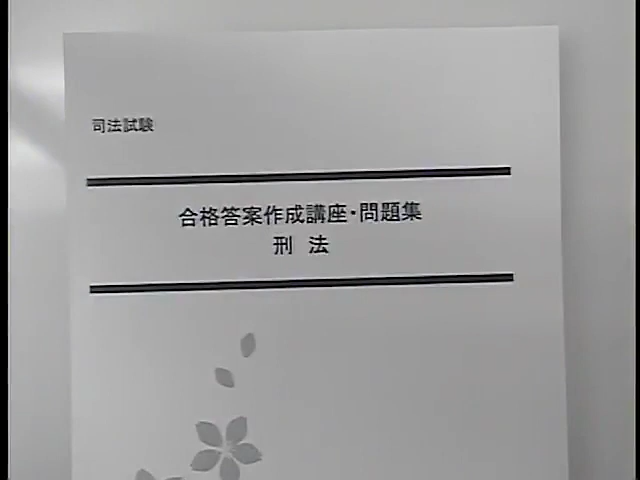 司法試験
合格答案作成講座・問題集
刑 法